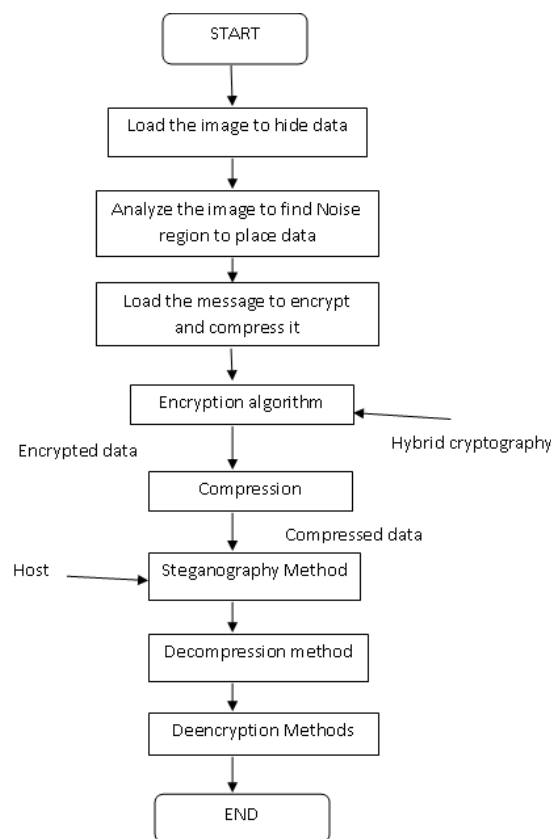 START
Load the image to hide data
Analyze the image to find Noise
region to place data
Load the message to encrypt
and compress it
Encryption algorithm
Hybrid cryptography
Encrypted data
Compression
Compressed data
Host
Steganography Method
Decompression method
Deencryption Methods
END